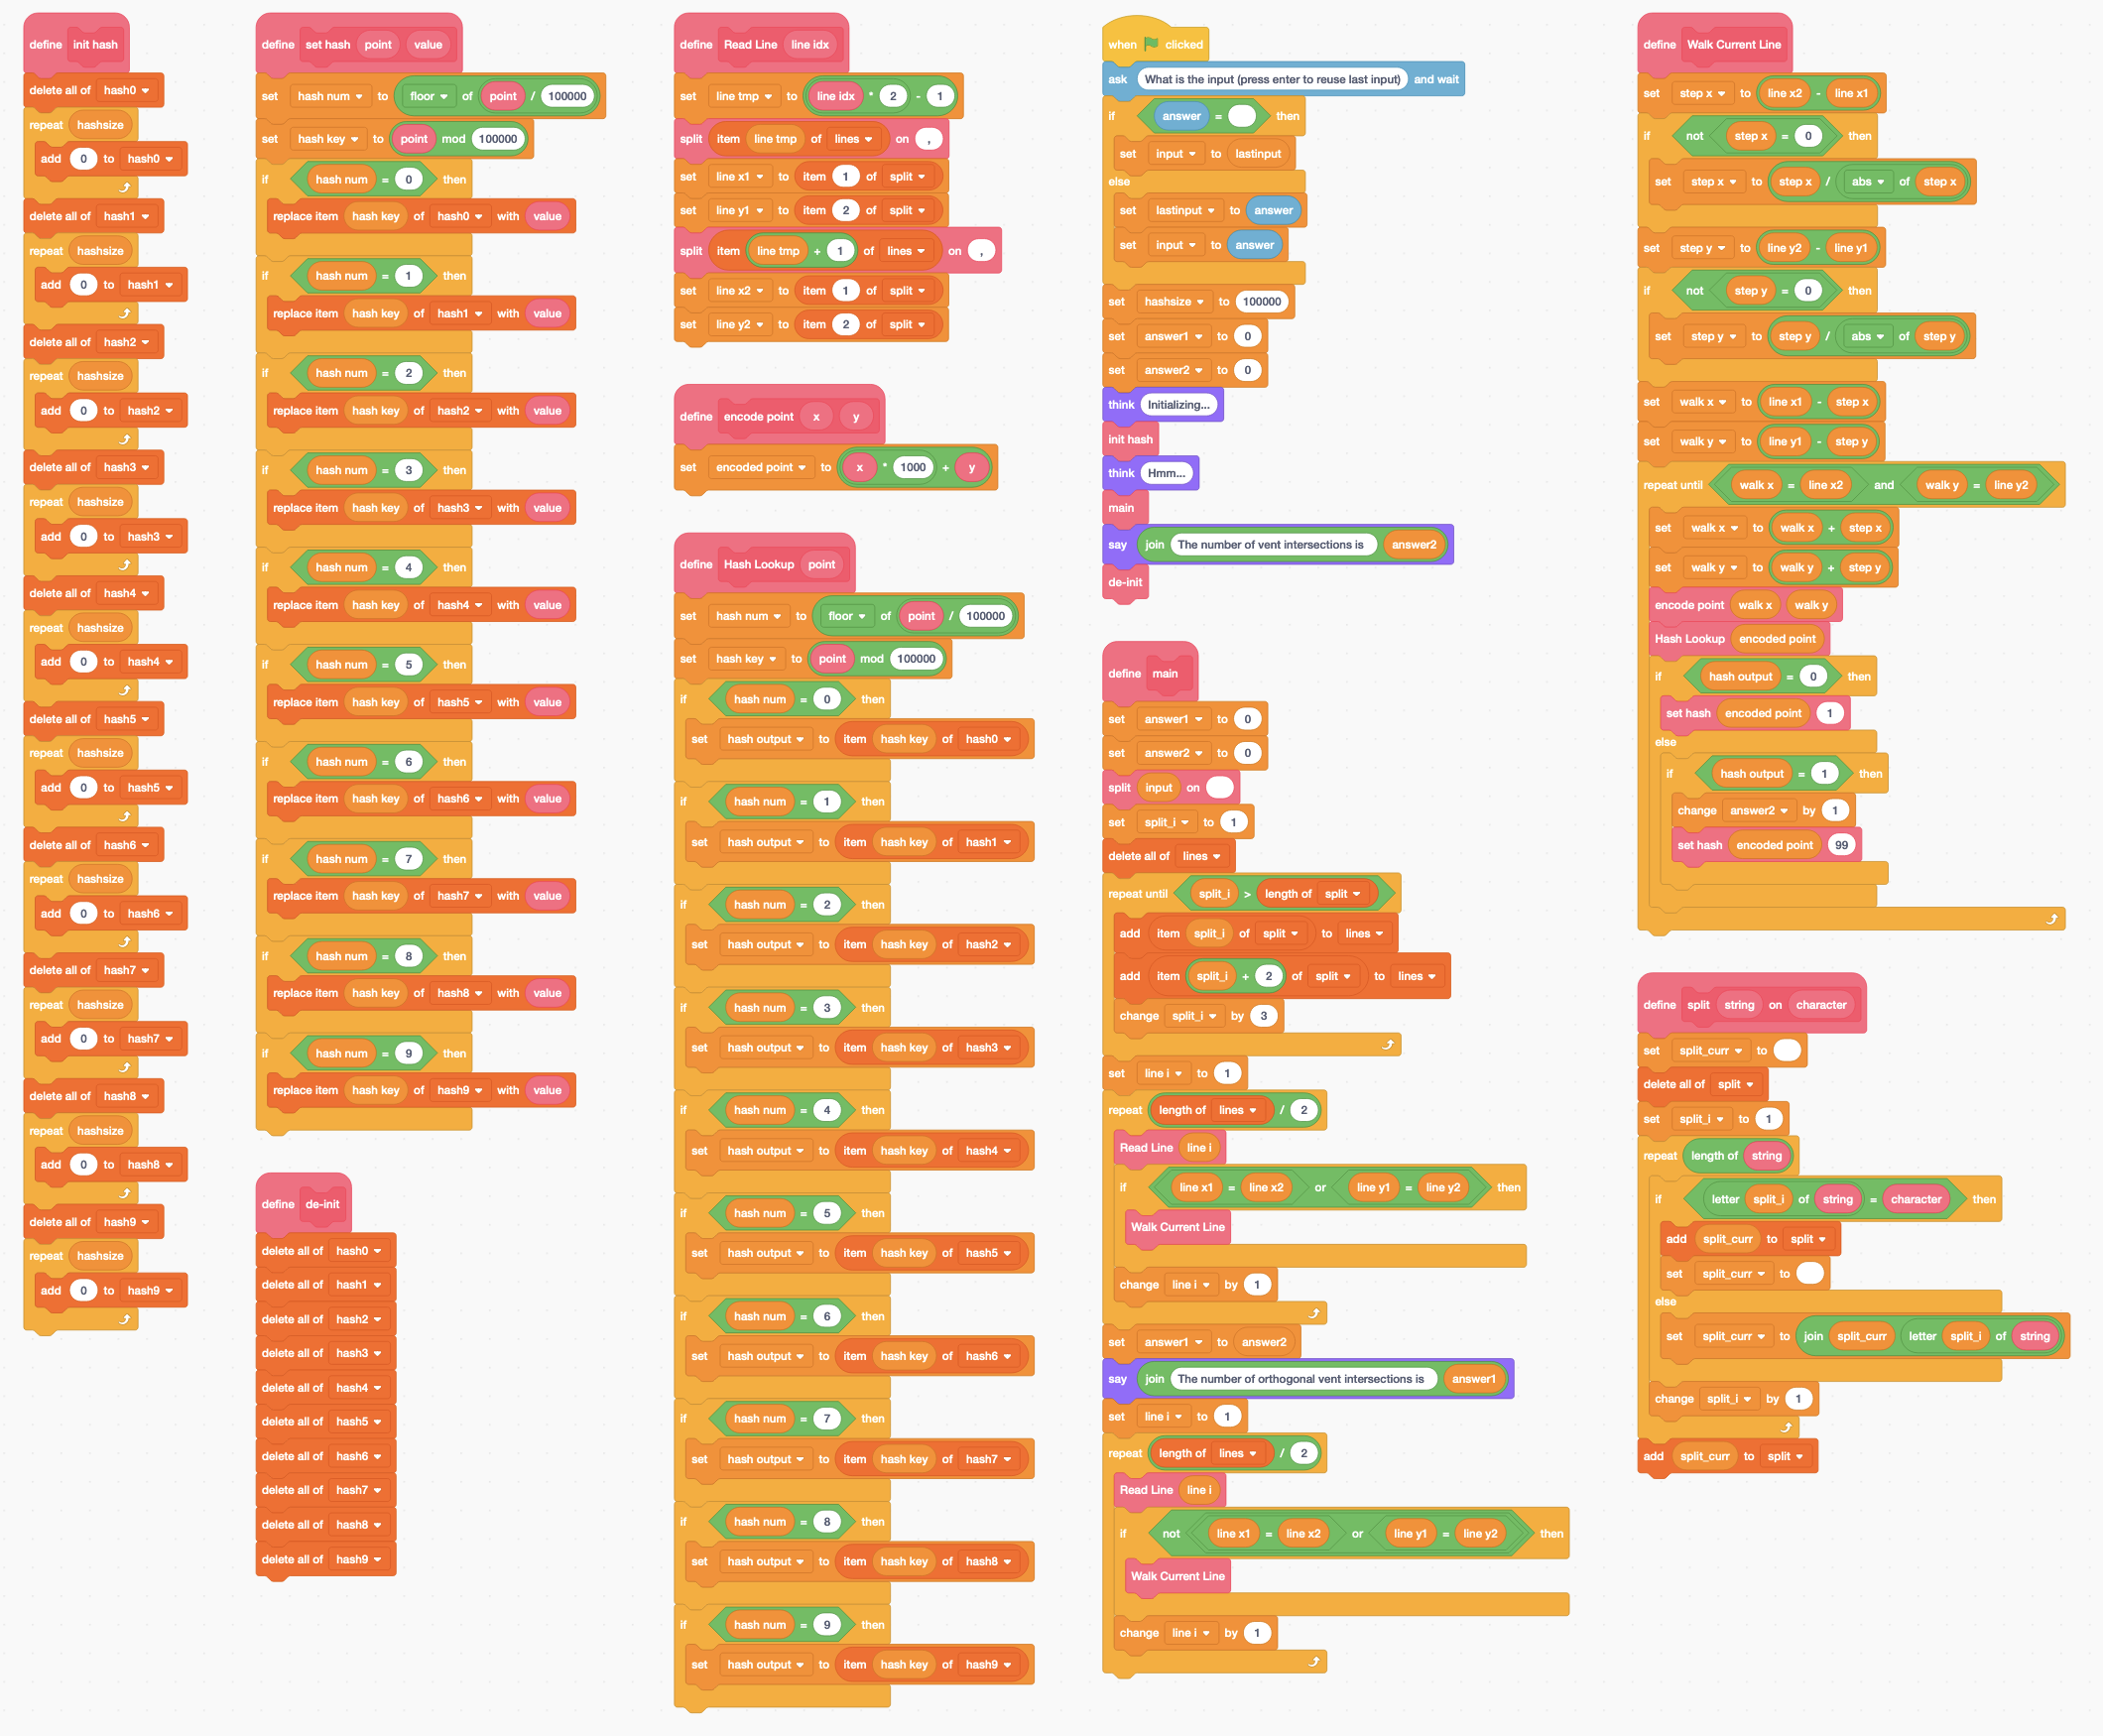 define init hash
delete all of hash0
repeat hashsize
add 0 to hash0
delete all of hash1
repeat hashsize
add 0 to hash1
delete all of hash2
repeat hashsize
add 0 to hash2
delete all of hash3
repeat hashsize
add 0 to hash3
delete all of hash4
repeat hashsize
add 0 to hash4
delete all of hash5
repeat hashsize
add 0 to hash5
delete all of hash6
repeat hashsize
add 0 to hash6
delete all of hash7
repeat hashsize
add 0 to hash7
delete all of hash8
repeat hashsize
add 0 to hash8
delete all of hash9
repeat hashsize
add 0 to hash9
define set hash point value
set hash num to floor of point / 100000
set hash key to point mod 100000
if hash num = 0 then
replace item hash key of hash0 with value
if hash num = 1 then
replace item hash key of hash1 with value
if hash num = 2 then
replace item hash key of hash2 with value
if hash num = 3 then
replace item hash key of hash3 with value
if hash num = 4 then
replace item hash key of hash4 with value
if hash num = 5 then
replace item hash key of hash5 with value
if hash num = 6 then
replace item hash key of hash6 with value
if hash num = 7 then
replace item hash key of hash7 with value
if hash num = 8 then
replace item hash key of hash8 with value
if hash num = 9 then
replace item hash key of hash9 with value
define de-init
delete all of hash0
delete all of hash1
delete all of hash2
delete all of hash3
delete all of hash4
delete all of hash5
delete all of hash6
delete all of hash7
delete all of hash8
delete all of hash9
define Read Line line idx
set line tmp to line idx * 2 - 1
split item line tmp of lines on ,
set line x1 to item 1 of split
set line y1 to item 2 of split
split item line tmp + 1 of lines on ,
set line x2 to item 1 of split
set line y2 to item 2 of split
define encode point x y
set encoded point to x * 1000 + y
define Hash Lookup point
set hash num to floor of point / 100000
set hash key to point mod 100000
if hash num = 0 then
set hash output to item hash key of hash0
if hash num = 1 then
set hash output to item hash key of hash1
if hash num = 2 then
set hash output to item hash key of hash2
if hash num = 3 then
set hash output to item hash key of hash3
if hash num = 4 then
set hash output to item hash key of hash4
if hash num = 5 then
set hash output to item hash key of hash5
if hash num = 6 then
set hash output to item hash key of hash6
if hash num = 7 then
set hash output to item hash key of hash7
if hash num = 8 then
set hash output to item hash key of hash8
if hash num = 9 then
set hash output to item hash key of hash9
when clicked
ask What is the input (press enter to reuse last input) and wait
if answer = then
set input to lastinput
else
set lastinput to answer
set input to answer
set hashsize to 100000
set answer1 to 0
set answer2 to 0
think Initializing...
init hash
think Hmm...
main
say join The number of vent intersections is answer2
de-init
define main
set answer1 to 0
set answer2 to 0
split input on
set split_i to 1
delete all of lines
repeat until split_i > length of split
add item split_i of split to lines
add item split_i + 2 of split to lines
change split_i by 3
set line i to 1
repeat length of lines / 2
Read Line line i
if line x1 = line x2 or line y1 = line y2 then
Walk Current Line
change line i by 1
set answer1 to answer2
say join The number of orthogonal vent intersections is answer1
set line i to 1
repeat length of lines / 2
Read Line line i
if not line x1 = line x2 or line y1 = line y2 then
Walk Current Line
change line i by 1
define Walk Current Line
set step x to line x2 - line x1
if not step x = 0 then
set step x to step x / abs of step x
set step y to line y2 - line y1
if not step y = 0 then
set step y to step y / abs of step y
set walk x to line x1 - step x
set walk y to line y1 - step y
repeat until walk x = line x2 and walk y = line y2
set walk x to walk x + step x
set walk y to walk y + step y
encode point walk x walk y
Hash Lookup encoded point
if hash output = 0 then
set hash encoded point 1
else
if hash output = 1 then
change answer2 by 1
set hash encoded point 99
define split string on character
set split_curr to
delete all of split
set split_i to 1
repeat length of string
if letter split_i of string = character then
add split_curr to split
set split_curr to
else
set split_curr to join split_curr letter split_i of string
change split_i by 1
add split_curr to split